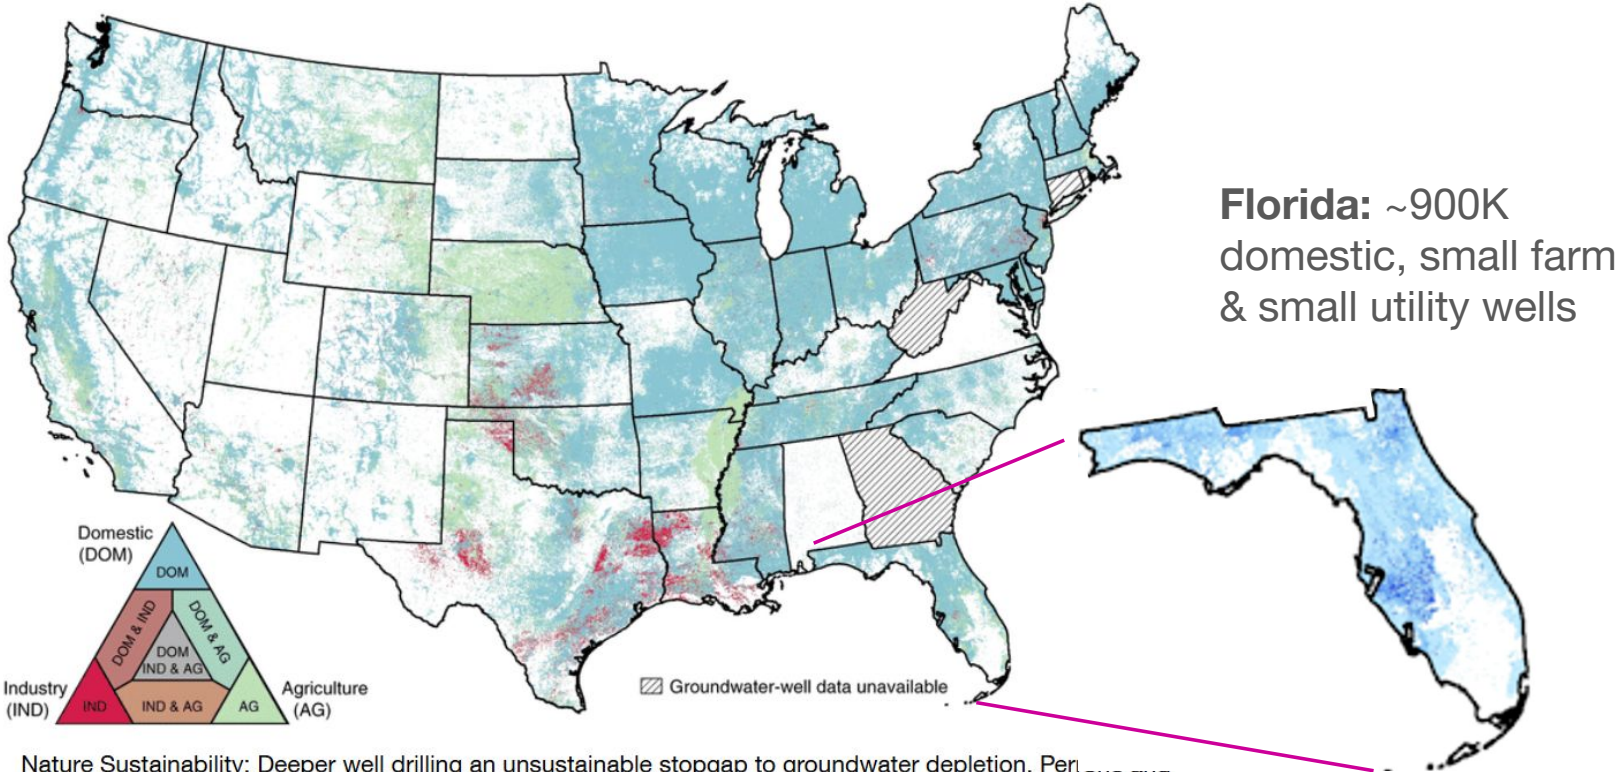 Florida: ~900K
domestic, small farm
& small utility wells
Domestic
(DOM)
DOM
DOM & IND
DOM & AG
DOM
IND & AG
Industry
(IND)
IND
IND & AG
AG
Agriculture
(AG)
Groundwater-well data unavailable
Nature Sustainability: Deeper well drilling an unsustainable stopgap to groundwater depletion.